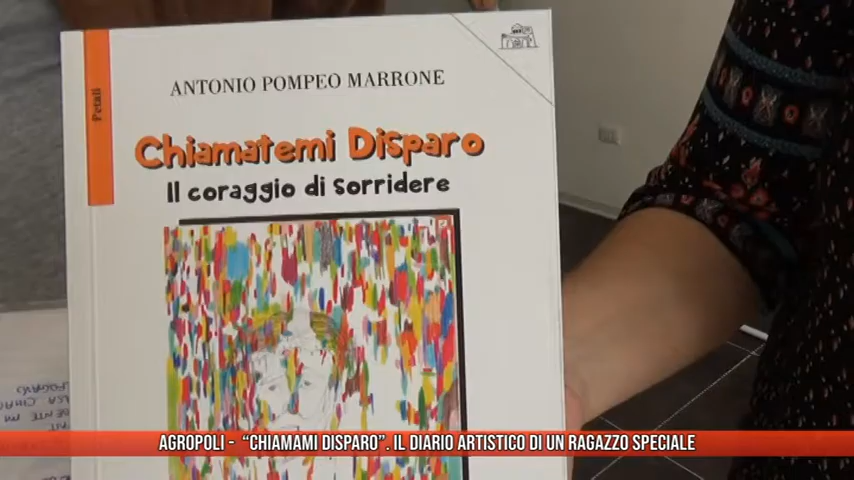 Petali
ANTONIO POMPEO MARRONE
Chiamatemi Disparo
Il coraggio di sorridere
AGROPOLI - “CHIAMAMI DISPARO”. IL DIARIO ARTISTICO DI UN RAGAZZO SPECIALE